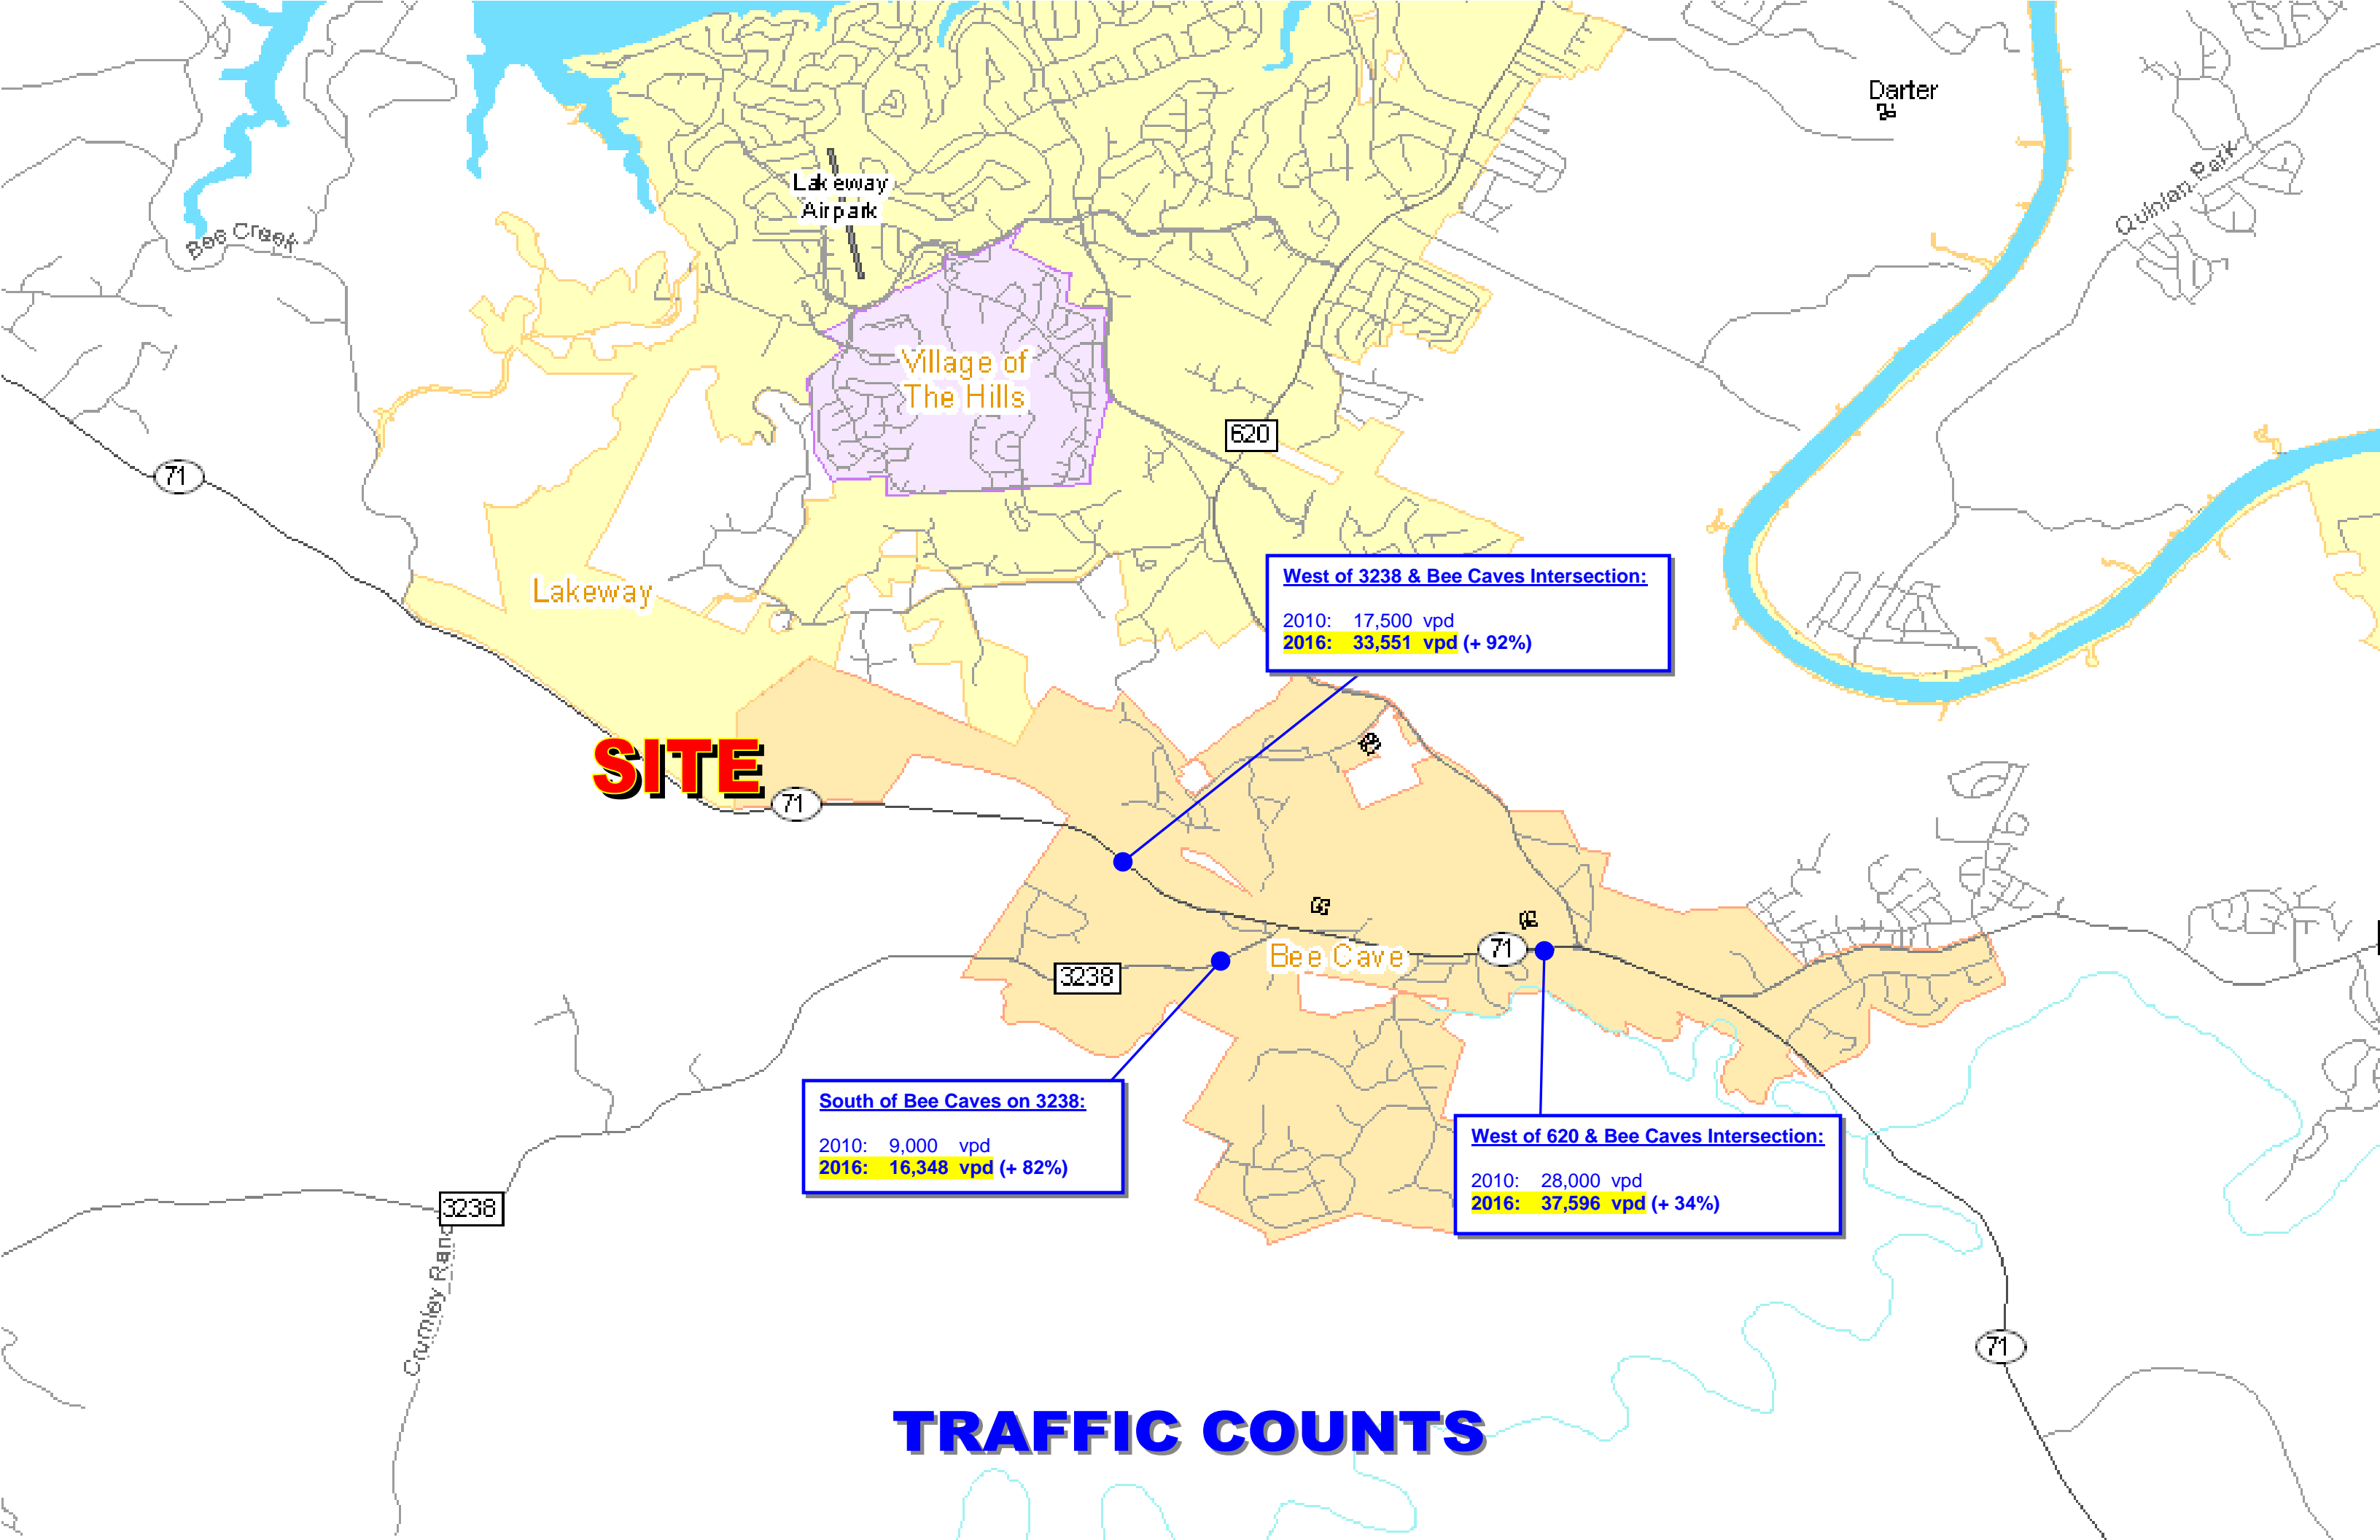 Darter
Quinlan Park
Lakeway
Airpark
Bee Creek
Village of
The Hills
620
71
Lakeway
West of 3238 & Bee Caves Intersection:
2010: 17,500 vpd
2016: 33,551 vpd (+ 92%)
SITE
71
Bee Cave
71
3238
South of Bee Caves on 3238:
2010: 9,000 vpd
2016: 16,348 vpd (+ 82%)
West of 620 & Bee Caves Intersection:
2010: 28,000 vpd
2016: 37,596 vpd (+ 34%)
3238
Crumley Ranc
71
TRAFFIC COUNTS